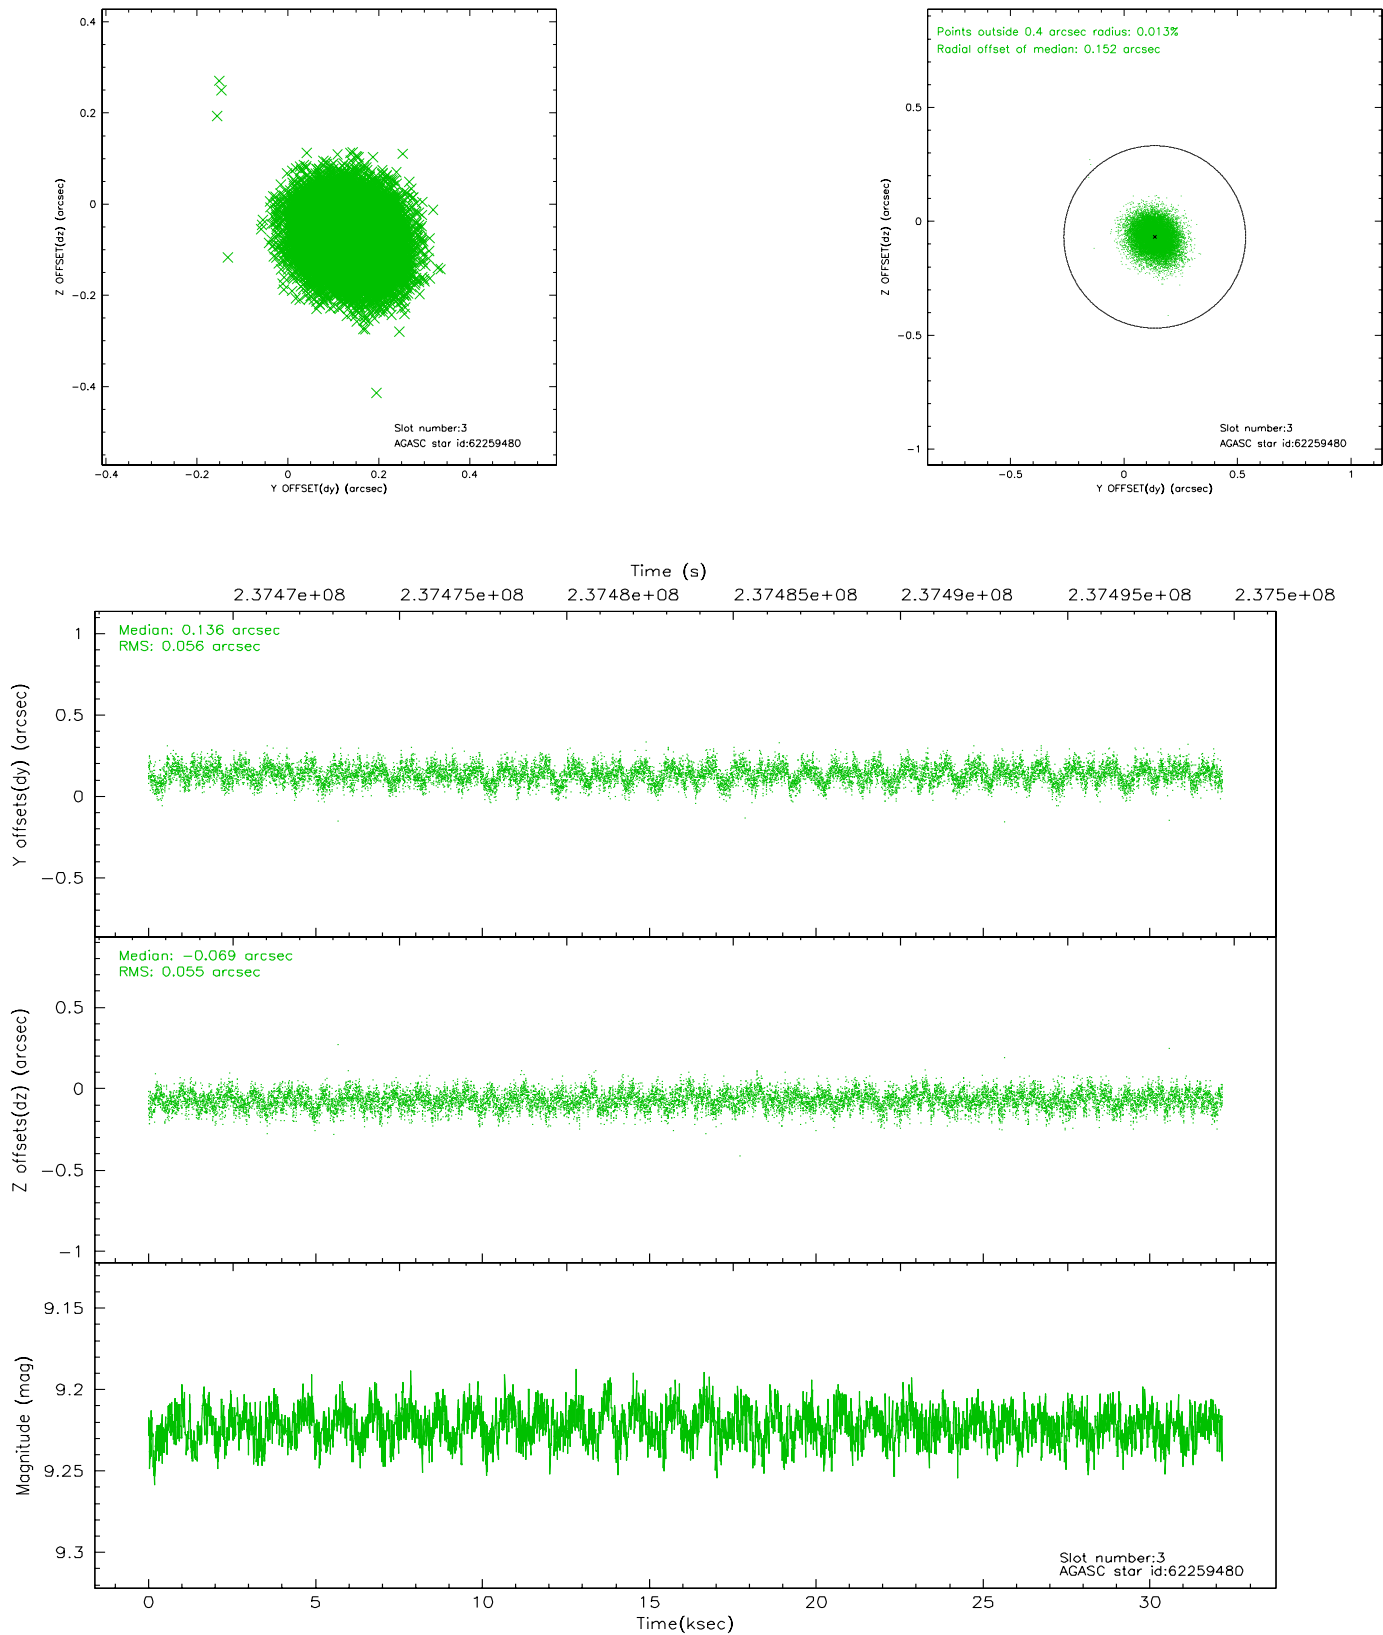 0.4
0.2
0
−0.2
−0.4
−0.4
−0.2
0
0.2
0.4
Z OFFSET(dz) (arcsec)
Y OFFSET(dy) (arcsec)
Slot number:3
AGASC star id:62259480
Points outside 0.4 arcsec radius: 0.013%
Radial offset of median: 0.152 arcsec
0.5
0
−0.5
−1
−0.5
0
0.5
1
Z OFFSET(dz) (arcsec)
Y OFFSET(dy) (arcsec)
Slot number:3
AGASC star id:62259480
Time (s)
2.3747e+08
2.37475e+08
2.3748e+08
2.37485e+08
2.3749e+08
2.37495e+08
2.375e+08
Median: 0.136 arcsec
RMS: 0.056 arcsec
1
0.5
0
−0.5
Y offsets(dy) (arcsec)
Median: −0.069 arcsec
RMS: 0.055 arcsec
0.5
0
−0.5
−1
Z offsets(dz) (arcsec)
9.15
9.2
9.25
9.3
Magnitude (mag)
Slot number:3
AGASC star id:62259480
0
5
10
15
20
25
30
Time(ksec)